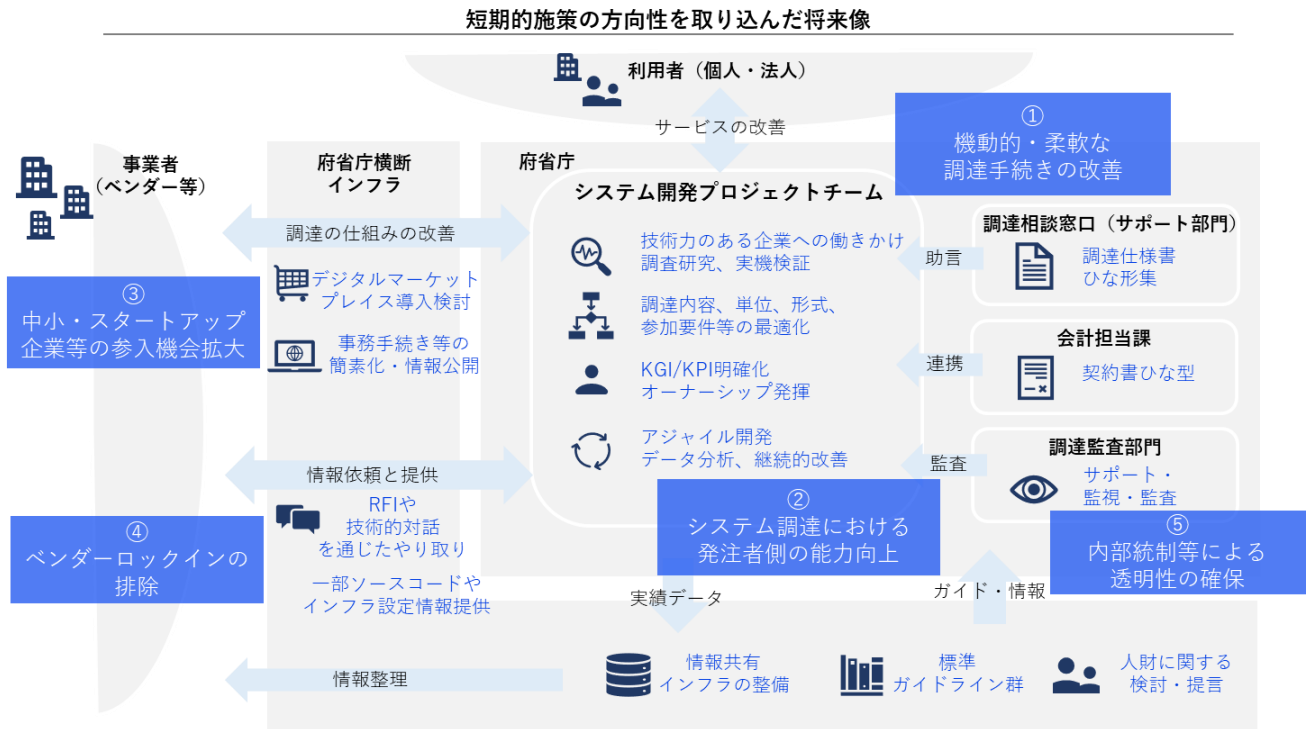 短期的施策の方向性を取り込んだ将来像
利用者（個人・法人）
サービスの改善
①
機動的・柔軟な
調達手続きの改善
事業者
（ベンダー等）
府省庁横断
インフラ
府省庁
システム開発プロジェクトチーム
調達の仕組みの改善
デジタルマーケット
プレイス導入検討
事務手続き等の
簡素化・情報公開
③
中小・スタートアップ
企業等の参入機会拡大
技術力のある企業への働きかけ
調査研究、実機検証
調達内容、単位、形式、
参加要件等の最適化
KGI/KPI明確化
オーナーシップ発揮
アジャイル開発
データ分析、継続的改善
助言
調達相談窓口（サポート部門）
調達仕様書
ひな形集
連携
会計担当課
契約書ひな型
監査
調達監査部門
サポート・
監視・監査
情報依頼と提供
RFIや
技術的対話
を通じたやり取り
一部ソースコードや
インフラ設定情報提供
④
ベンダーロックインの
排除
②
システム調達における
発注者側の能力向上
⑤
内部統制等による
透明性の確保
実績データ
ガイド・情報
情報整理
情報共有
インフラの整備
標準
ガイドライン群
人財に関する
検討・提言